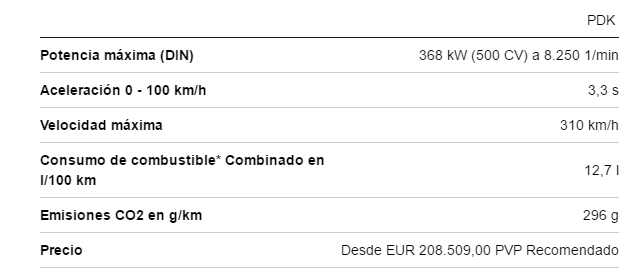 PDK
Potencia máxima (DIN) 368 kW (500 CV) a 8.250 1/min
Aceleración 0 - 100 km/h 3,3 s
Velocidad máxima 310 km/h
Consumo de combustible* Combinado en
l/100 km 12,7 l
Emisiones CO2 en g/km 296 g
Precio Desde EUR 208.509,00 PVP Recomendado